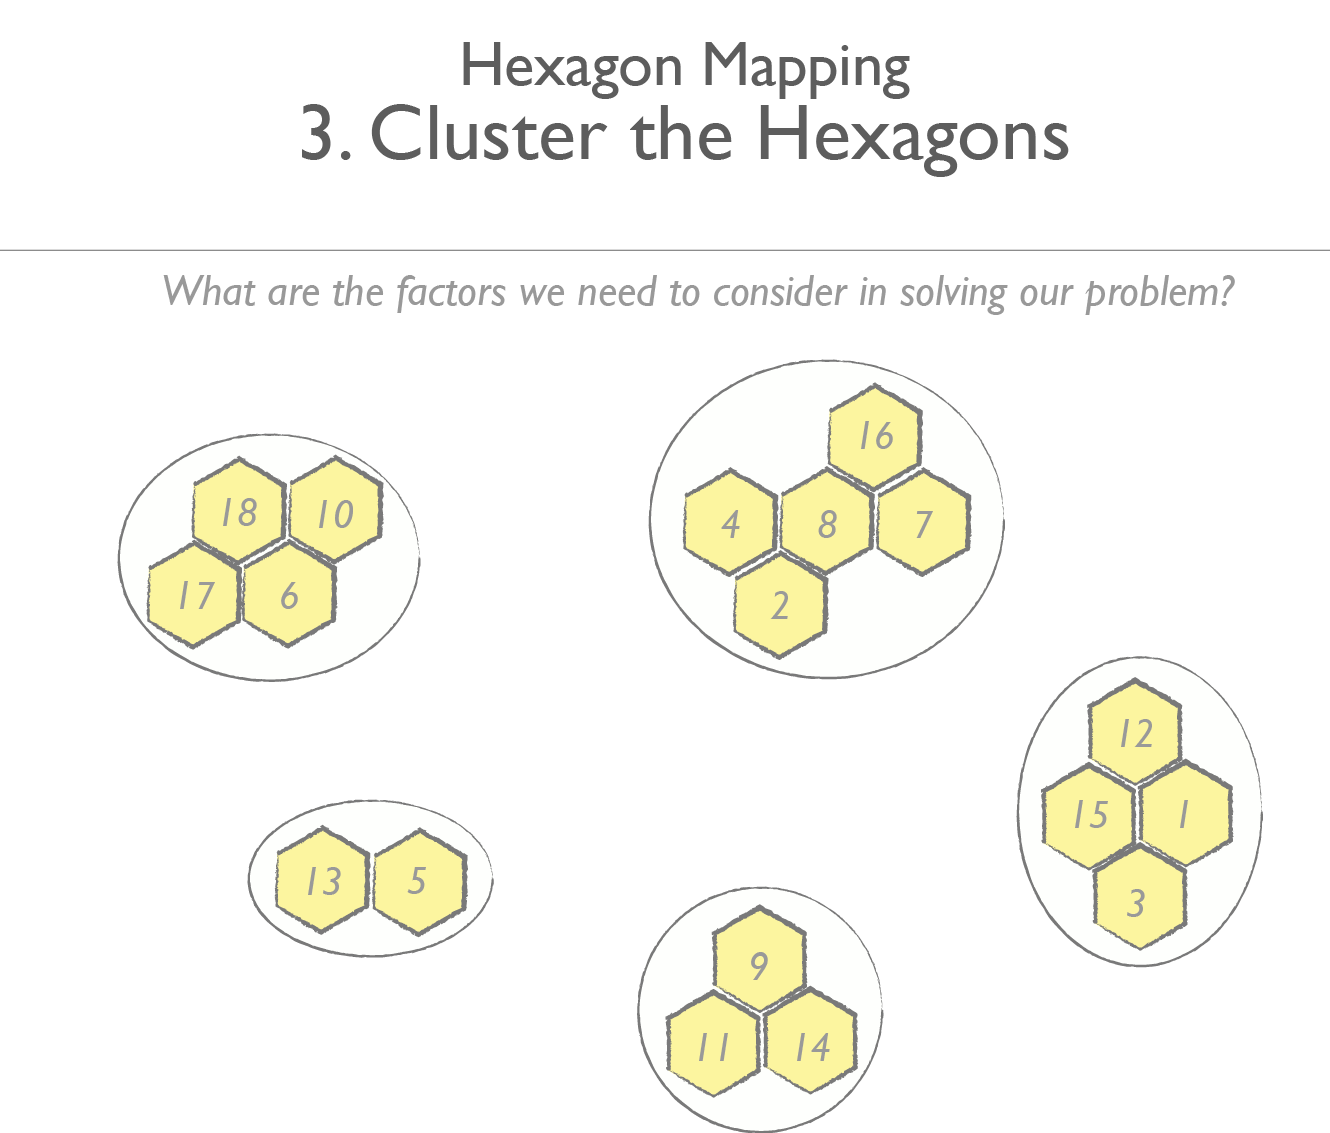 Hexagon Mapping
3. Cluster the Hexagons
What are the factors we need to consider in solving our problem?
16
18 10
4 8 7
17 6
2
12
15 1
13 5
3
9
11 14